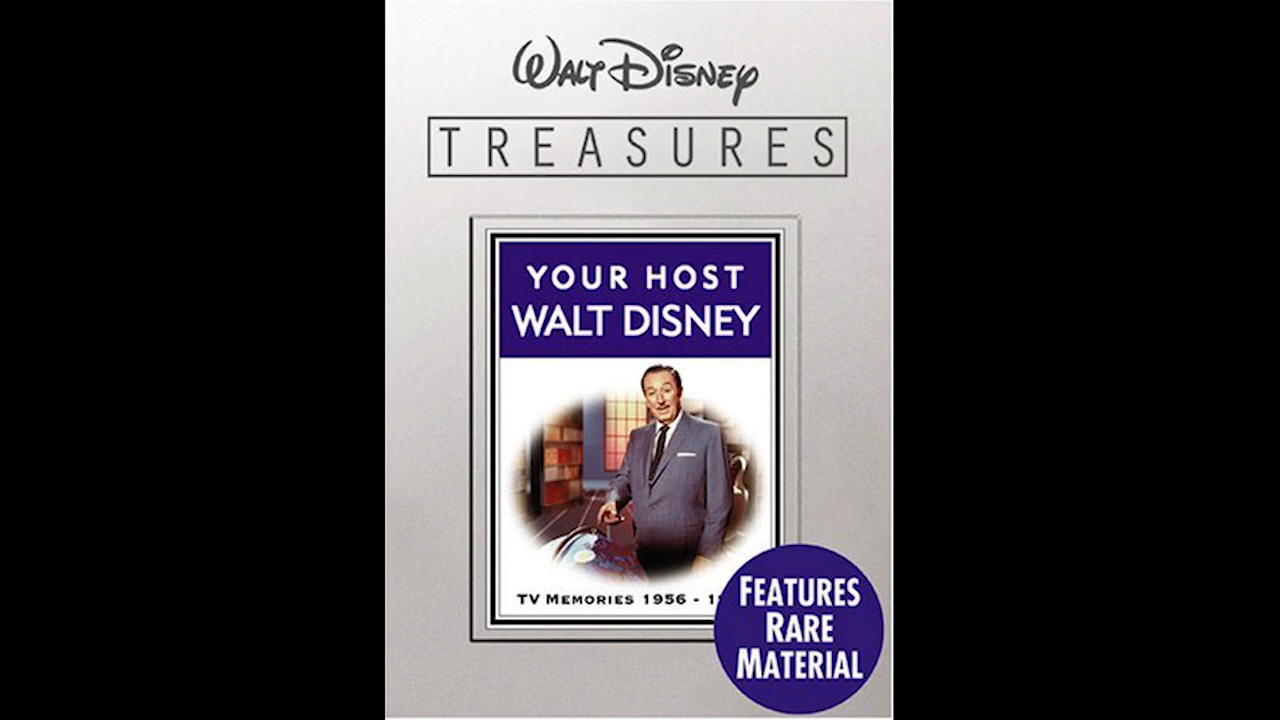 Walt Disney
TREASURES
YOUR HOST
WALT DISNEY
TV MEMORIES 1956 -
FEATURES
RARE
MATERIAL